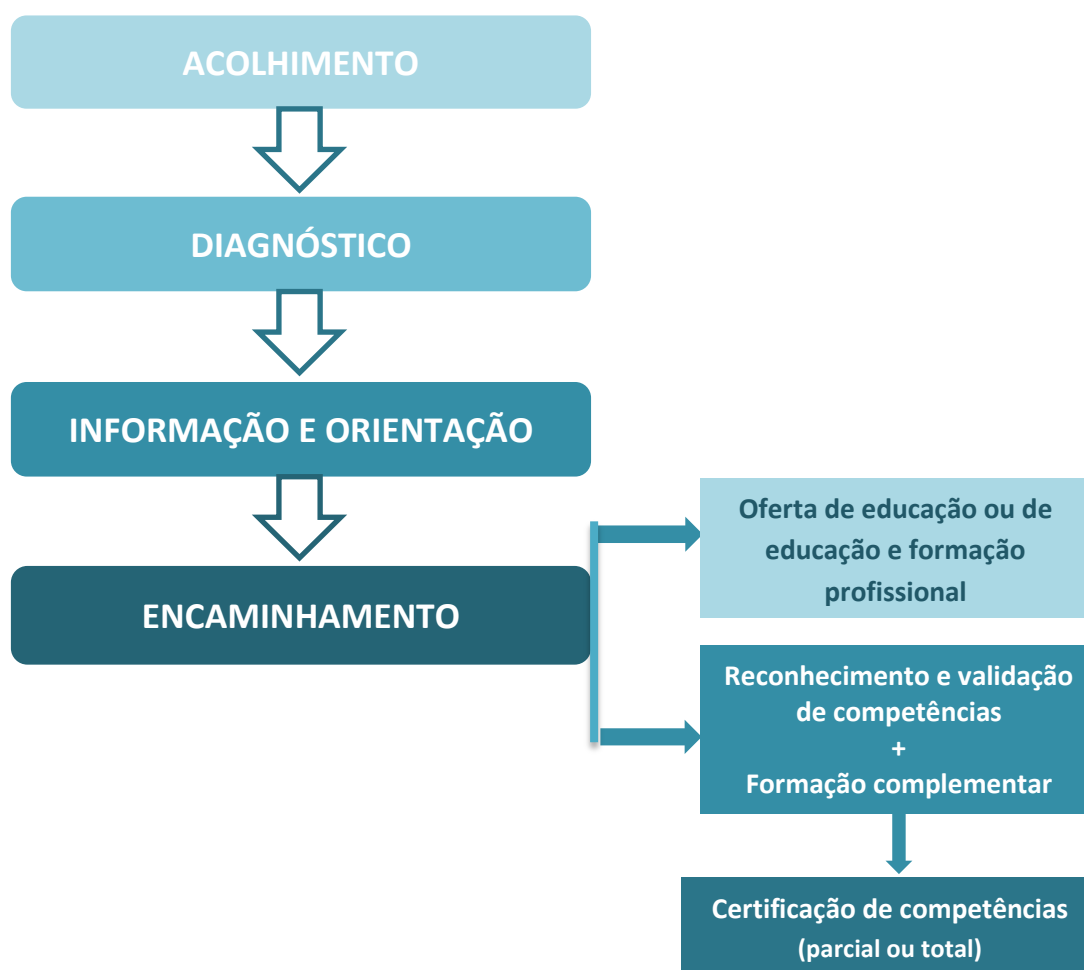 ACOLHIMENTO
DIAGNÓSTICO
INFORMAÇÃO E ORIENTAÇÃO
ENCAMINHAMENTO
Oferta de educação ou de
educação e formação
profissional
Reconhecimento e validação
de competências
+
Formação complementar
Certificação de competências
(parcial ou total)